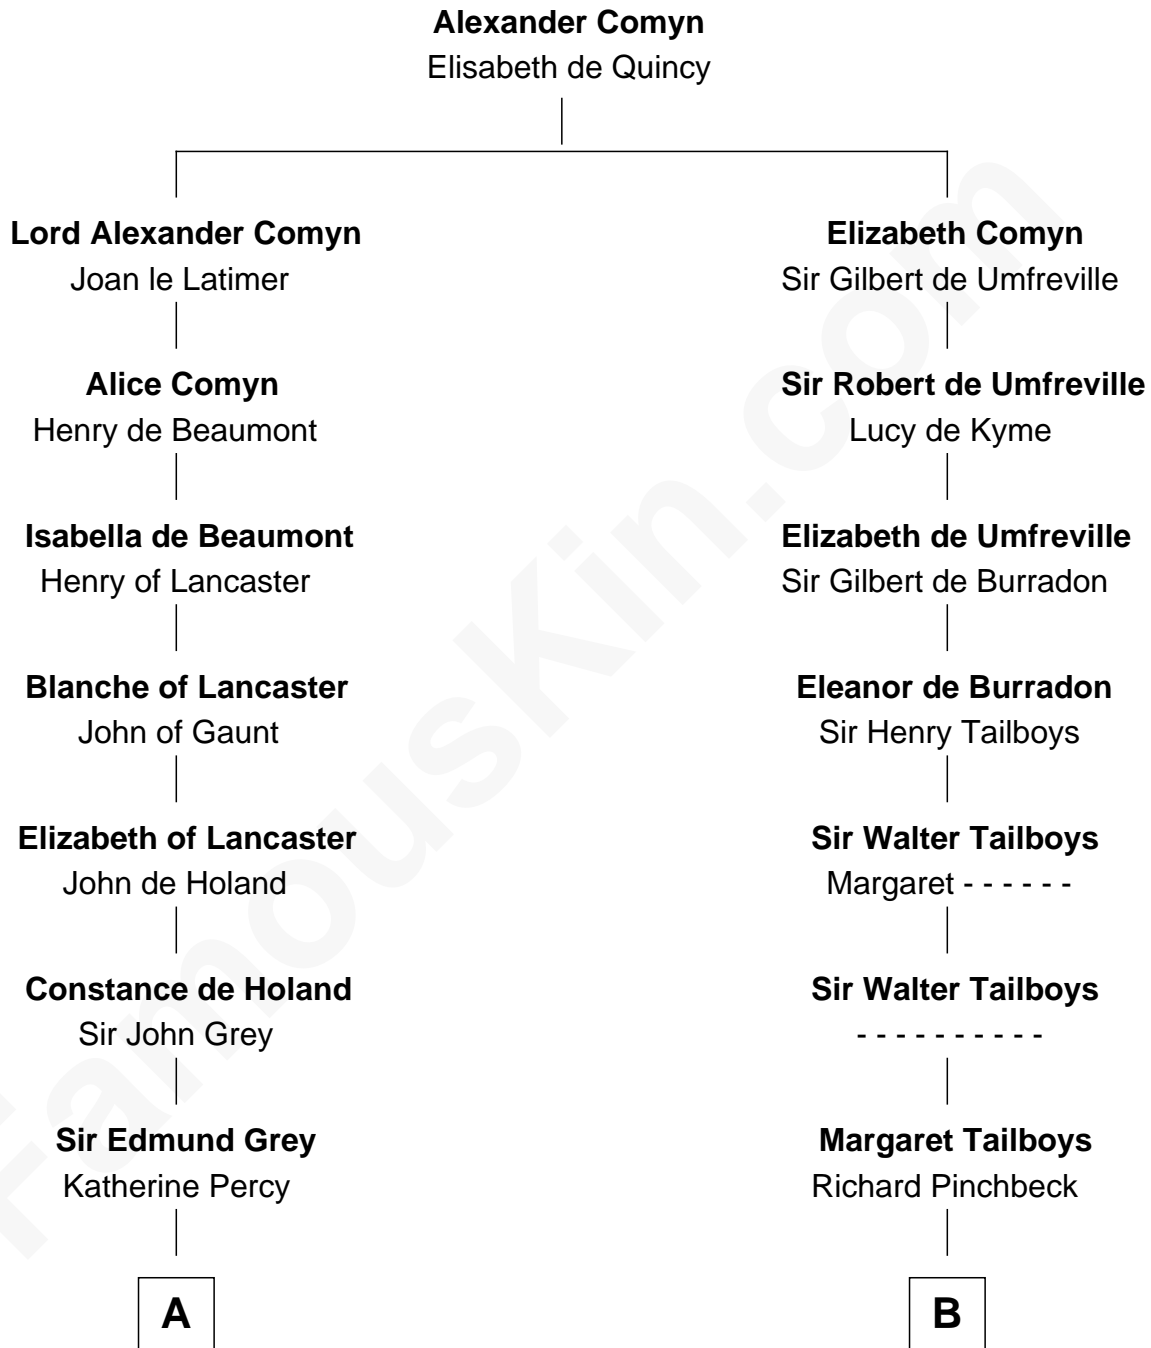 Alexander Comyn
Elisabeth de Quincy
Lord Alexander Comyn
Joan le Latimer
Elizabeth Comyn
Sir Gilbert de Umfreville
Alice Comyn
Henry de Beaumont
Sir Robert de Umfreville
Lucy de Kyme
Isabella de Beaumont
Henry of Lancaster
Elizabeth de Umfreville
Sir Gilbert de Burradon
Blanche of Lancaster
John of Gaunt
Eleanor de Burradon
Sir Henry Tailboys
Elizabeth of Lancaster
John de Holand
Sir Walter Tailboys
Margaret - - - - - -
Constance de Holand
Sir John Grey
Sir Walter Tailboys
- - - - - - - - - -
Sir Edmund Grey
Katherine Percy
Margaret Tailboys
Richard Pinchbeck
A
B
FamousKin.com